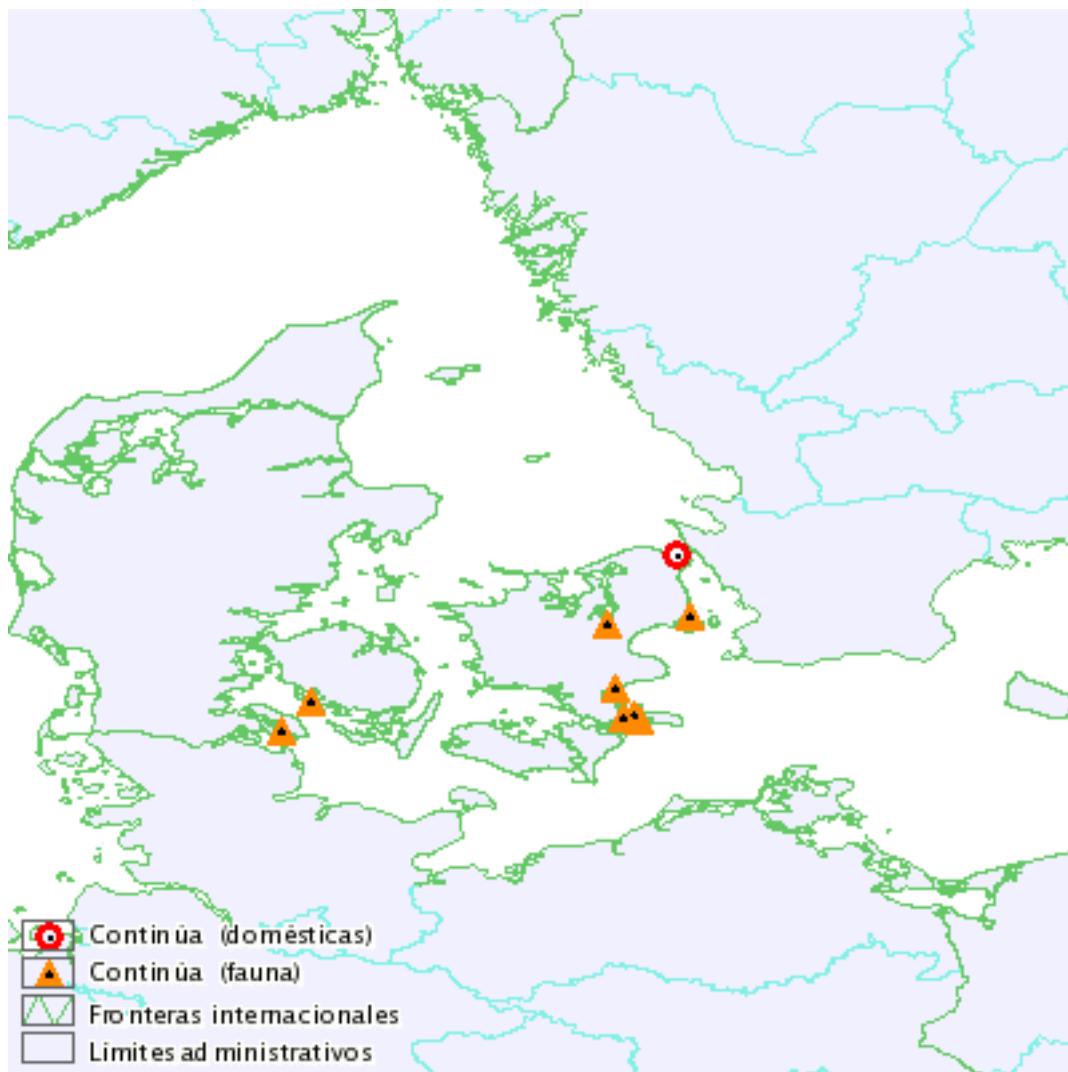 Continúa (domésticas)
Continúa (fauna)
Fronteras internacionales
Límites administrativos